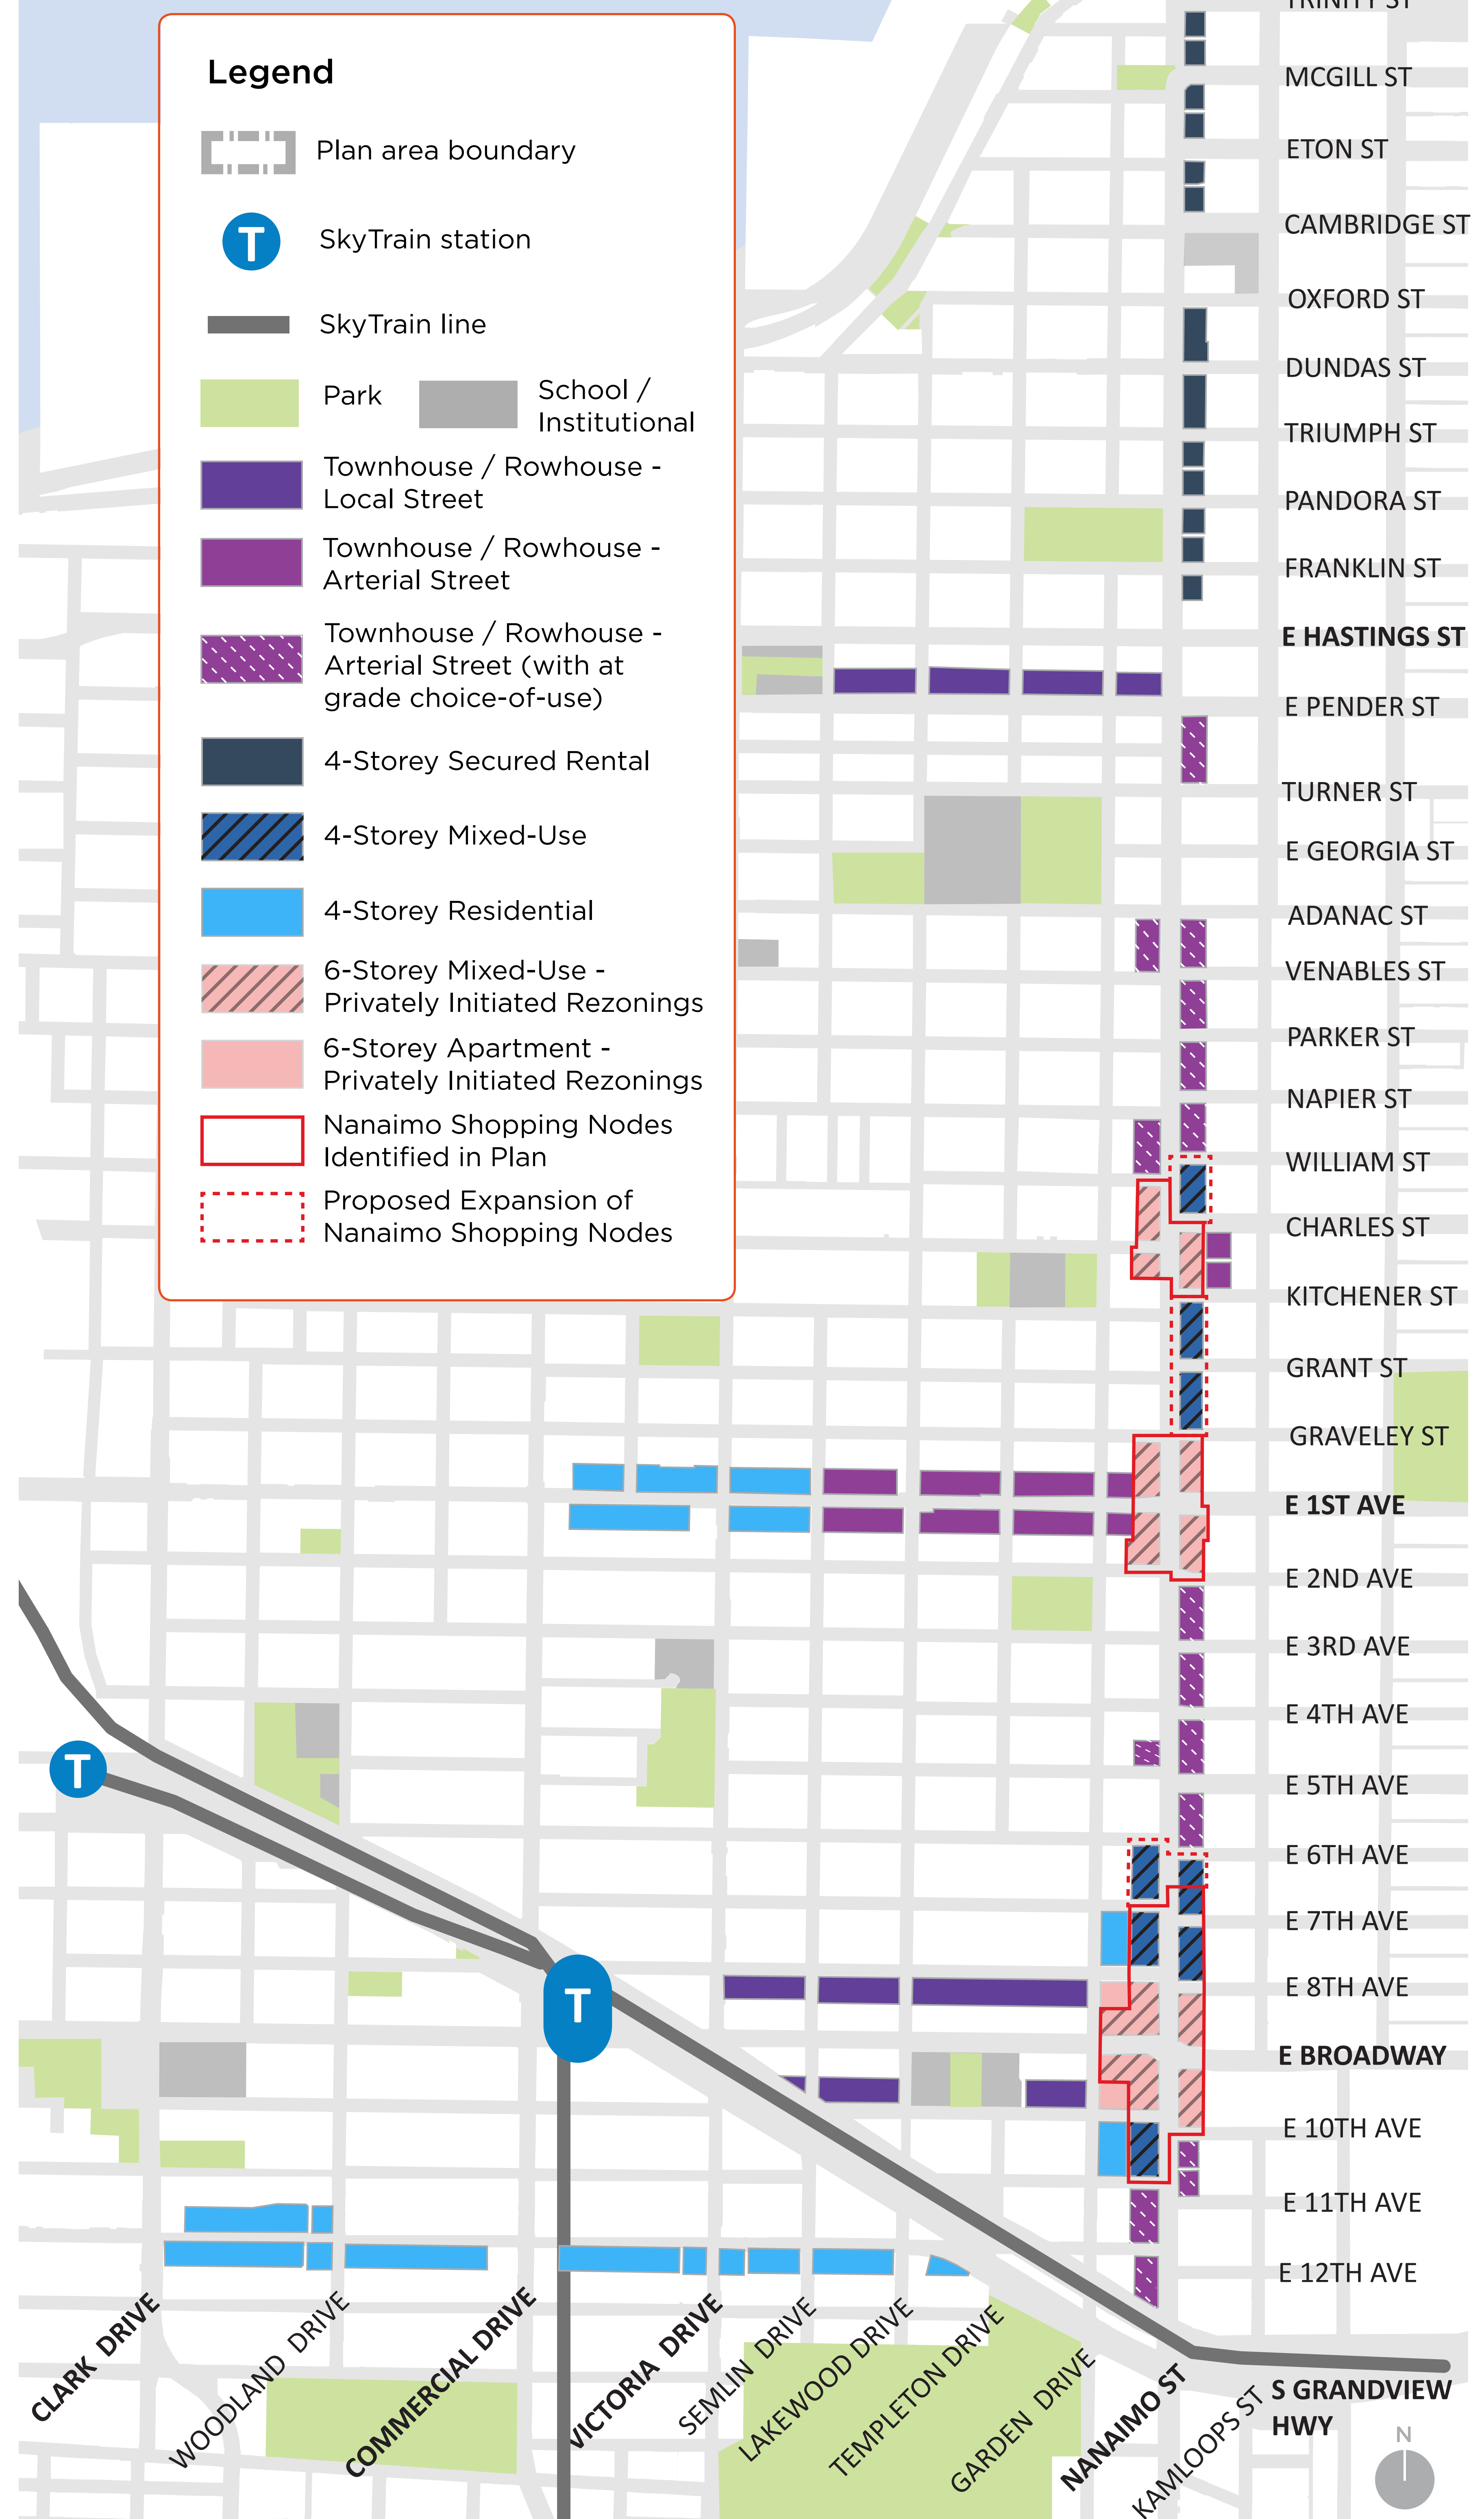 Legend
Plan area boundary
T
SkyTrain station
SkyTrain line
Park
School /
Institutional
Townhouse / Rowhouse -
Local Street
Townhouse / Rowhouse -
Arterial Street
Townhouse / Rowhouse -
Arterial Street (with at
grade choice-of-use)
4-Storey Secured Rental
4-Storey Mixed-Use
4-Storey Residential
6-Storey Mixed-Use -
Privately Initiated Rezonings
6-Storey Apartment -
Privately Initiated Rezonings
Nanaimo Shopping Nodes
Identified in Plan
Proposed Expansion of
Nanaimo Shopping Nodes
TRINITY ST
MCGILL ST
ETON ST
CAMBRIDGE ST
OXFORD ST
DUNDAS ST
TRIUMPH ST
PANDORA ST
FRANKLIN ST
E HASTINGS ST
E PENDER ST
TURNER ST
E GEORGIA ST
ADANAC ST
VENABLES ST
PARKER ST
NAPIER ST
WILLIAM ST
CHARLES ST
KITCHENER ST
GRANT ST
GRAVELEY ST
E 1ST AVE
E 2ND AVE
E 3RD AVE
E 4TH AVE
E 5TH AVE
E 6TH AVE
E 7TH AVE
E 8TH AVE
E BROADWAY
E 10TH AVE
E 11TH AVE
E 12TH AVE
S GRANDVIEW
HWY
T
T
CLARK DRIVE
WOODLAND DRIVE
COMMERCIAL DRIVE
VICTORIA DRIVE
SEMLIN DRIVE
LAKEWOOD DRIVE
TEMPLETON DRIVE
GARDEN DRIVE
NANAIMO ST
KAMLOOPS ST
N